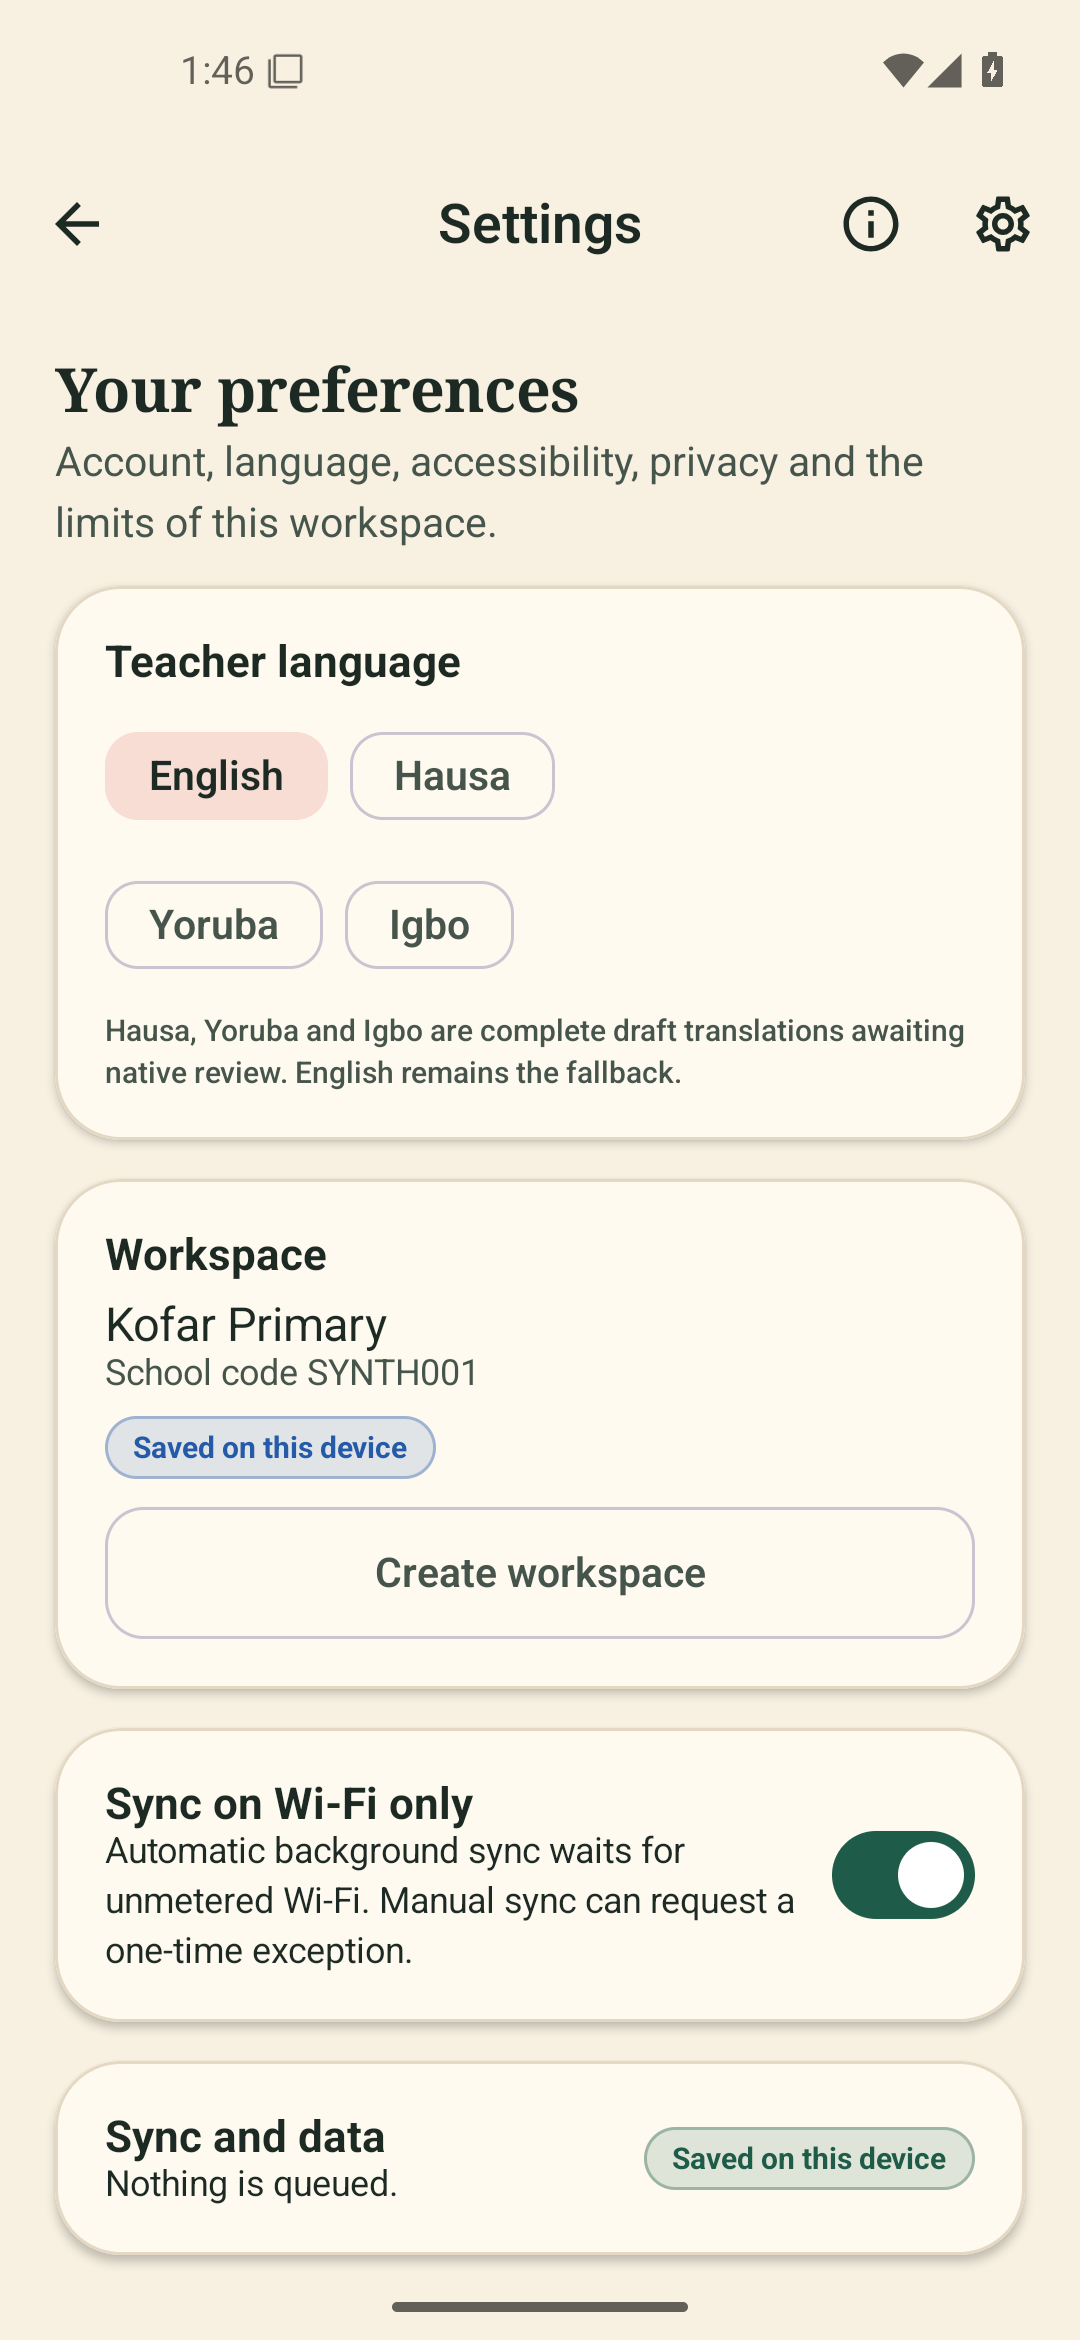 1:46
Settings
Your preferences
Account, language, accessibility, privacy and the
limits of this workspace.
Teacher language
English
Hausa
Yoruba
Igbo
Hausa, Yoruba and Igbo are complete draft translations awaiting
native review. English remains the fallback.
Workspace
Kofar Primary
School code SYNTH001
Saved on this device
Create workspace
Sync on Wi-Fi only
Automatic background sync waits for
unmetered Wi-Fi. Manual sync can request a
one-time exception.
Sync and data
Nothing is queued.
Saved on this device